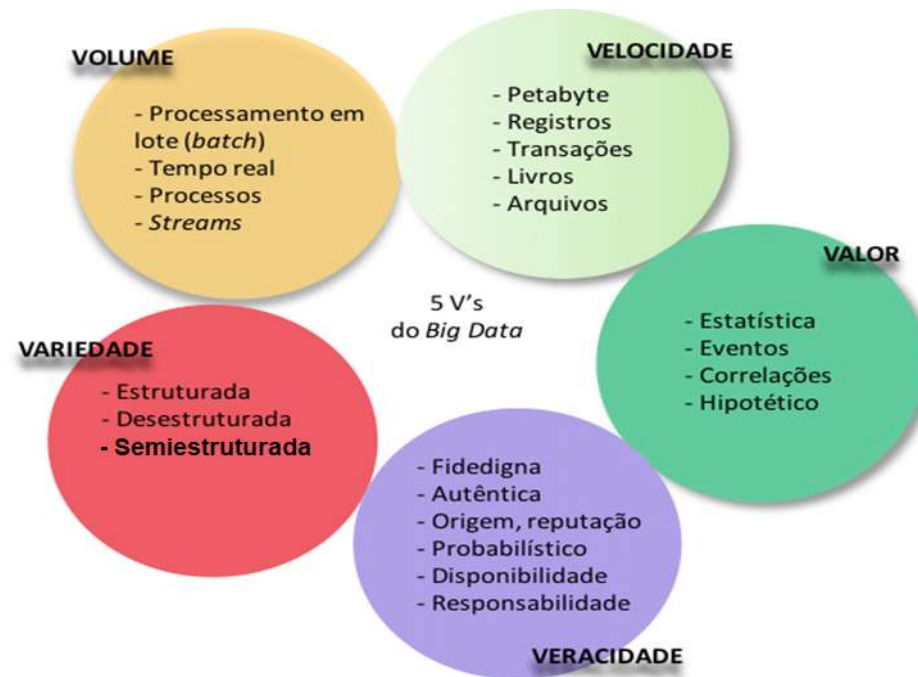 VOLUME
- Processamento em
lote (batch)
- Tempo real
- Processos
- Streams
VELOCIDADE
- Petabyte
- Registros
- Transações
- Livros
- Arquivos
VALOR
- Estatística
- Eventos
- Correlações
- Hipotético
5 V’s
do Big Data
VARIEDADE
- Estruturada
- Desestruturada
- Semiestruturada
- Fidedigna
- Autêntica
- Origem, reputação
- Probabilístico
- Disponibilidade
- Responsabilidade
VERACIDADE